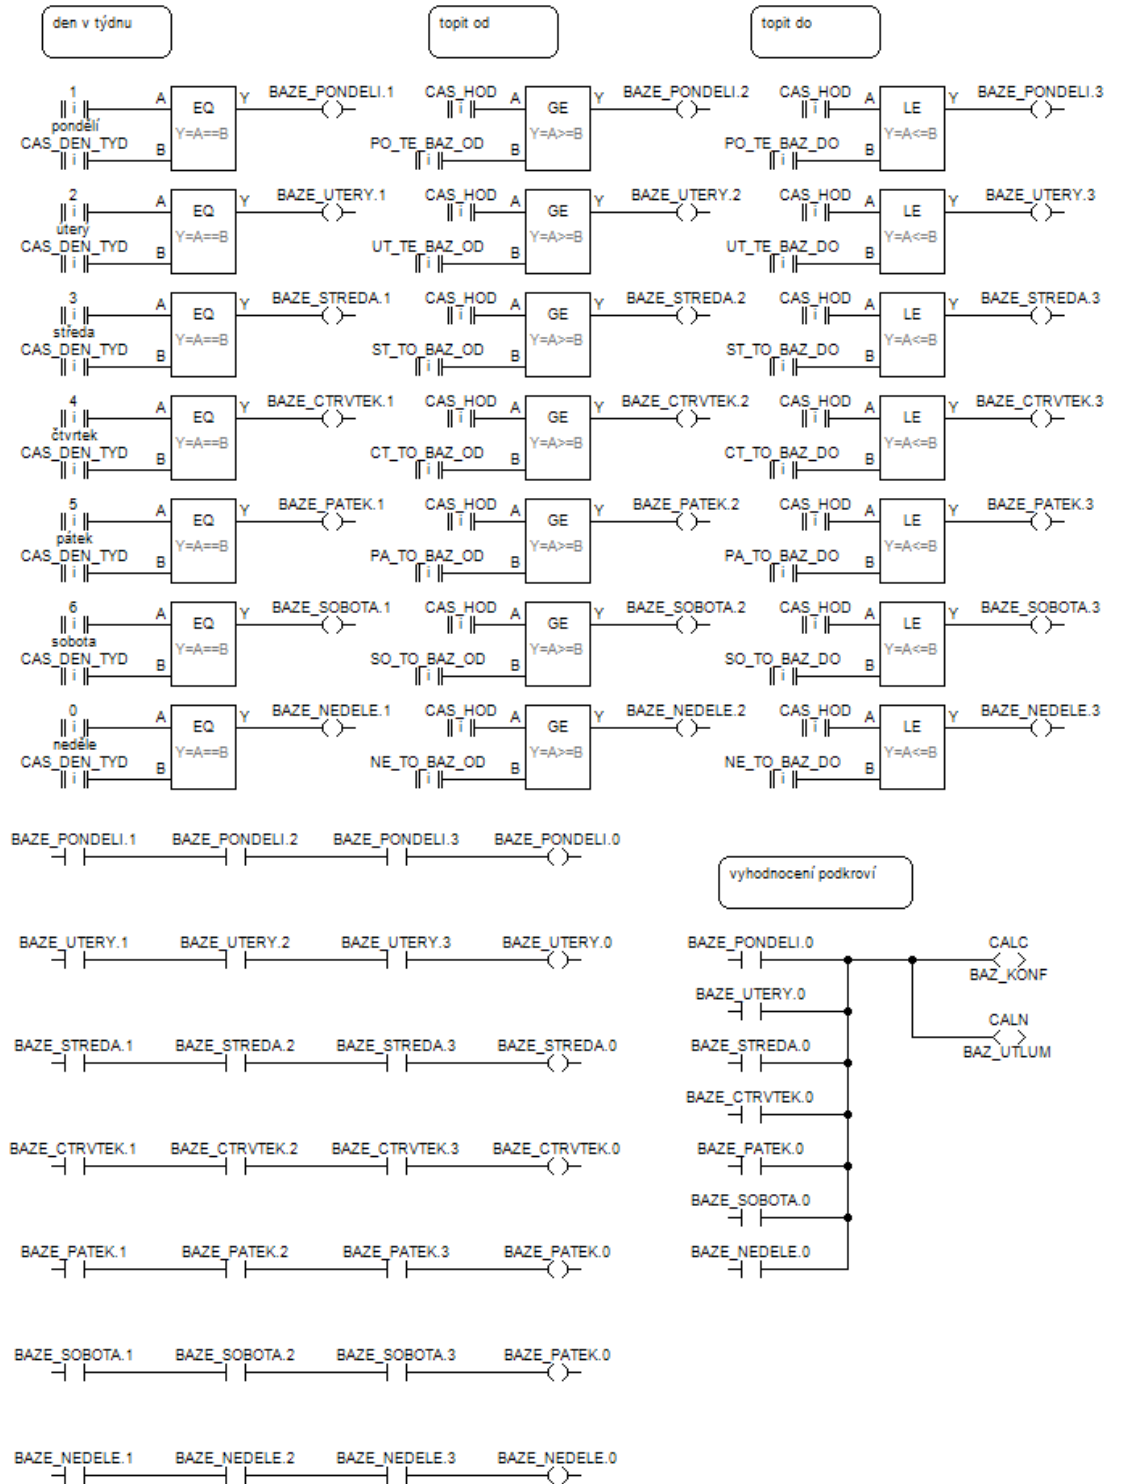 den v týdnu
topit od
topit do
1
A
EQ
Y
BAZE_PONDELI.1
CAS_HOD
A
GE
Y
BAZE_PONDELI.2
CAS_HOD
A
LE
Y
BAZE_PONDELI.3
i
i
i
pondělí
Y=A==B
Y=A>=B
Y=A<=B
CAS_DEN_TYD
B
PO_TE_BAZ_OD
B
PO_TE_BAZ_DO
B
i
i
i
2
A
EQ
Y
BAZE_UTERY.1
CAS_HOD
A
GE
Y
BAZE_UTERY.2
CAS_HOD
A
LE
Y
BAZE_UTERY.3
i
i
i
útery
Y=A==B
Y=A>=B
Y=A<=B
CAS_DEN_TYD
B
UT_TE_BAZ_OD
B
UT_TE_BAZ_DO
B
i
i
i
3
A
EQ
Y
BAZE_STREDA.1
CAS_HOD
A
GE
Y
BAZE_STREDA.2
CAS_HOD
A
LE
Y
BAZE_STREDA.3
i
i
i
středa
Y=A==B
Y=A>=B
Y=A<=B
CAS_DEN_TYD
B
ST_TO_BAZ_OD
B
ST_TO_BAZ_DO
B
i
i
i
4
A
EQ
Y
BAZE_CTRVTEK.1
CAS_HOD
A
GE
Y
BAZE_CTRVTEK.2
CAS_HOD
A
LE
Y
BAZE_CTRVTEK.3
i
i
i
čtvrtek
Y=A==B
Y=A>=B
Y=A<=B
CAS_DEN_TYD
B
CT_TO_BAZ_OD
B
CT_TO_BAZ_DO
B
i
i
i
5
A
EQ
Y
BAZE_PATEK.1
CAS_HOD
A
GE
Y
BAZE_PATEK.2
CAS_HOD
A
LE
Y
BAZE_PATEK.3
i
i
i
pátek
Y=A==B
Y=A>=B
Y=A<=B
CAS_DEN_TYD
B
PA_TO_BAZ_OD
B
PA_TO_BAZ_DO
B
i
i
i
6
A
EQ
Y
BAZE_SOBOTA.1
CAS_HOD
A
GE
Y
BAZE_SOBOTA.2
CAS_HOD
A
LE
Y
BAZE_SOBOTA.3
i
i
i
sobota
Y=A==B
Y=A>=B
Y=A<=B
CAS_DEN_TYD
B
SO_TO_BAZ_OD
B
SO_TO_BAZ_DO
B
i
i
i
0
A
EQ
Y
BAZE_NEDELE.1
CAS_HOD
A
GE
Y
BAZE_NEDELE.2
CAS_HOD
A
LE
Y
BAZE_NEDELE.3
i
i
i
neděle
Y=A==B
Y=A>=B
Y=A<=B
CAS_DEN_TYD
B
NE_TO_BAZ_OD
B
NE_TO_BAZ_DO
B
i
i
i
BAZE_PONDELI.1
BAZE_PONDELI.2
BAZE_PONDELI.3
BAZE_PONDELI.0
BAZE_UTERY.1
BAZE_UTERY.2
BAZE_UTERY.3
BAZE_UTERY.0
BAZE_STREDA.1
BAZE_STREDA.2
BAZE_STREDA.3
BAZE_STREDA.0
BAZE_CTRVTEK.1
BAZE_CTRVTEK.2
BAZE_CTRVTEK.3
BAZE_CTRVTEK.0
BAZE_PATEK.1
BAZE_PATEK.2
BAZE_PATEK.3
BAZE_PATEK.0
BAZE_SOBOTA.1
BAZE_SOBOTA.2
BAZE_SOBOTA.3
BAZE_PATEK.0
BAZE_NEDELE.1
BAZE_NEDELE.2
BAZE_NEDELE.3
BAZE_NEDELE.0
vyhodnocení podkroví
BAZE_PONDELI.0
CALC
BAZ_KONF
BAZE_UTERY.0
CALN
BAZ_UTLUM
BAZE_STREDA.0
BAZE_CTRVTEK.0
BAZE_PATEK.0
BAZE_SOBOTA.0
BAZE_NEDELE.0